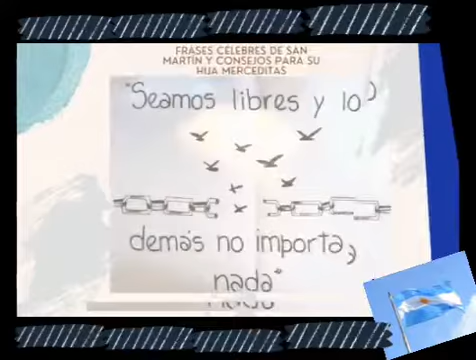 FRASES CÉLEBRES DE SAN
MARTÍN Y CONSEJOS PARA SU
HIJA MERCEDITAS
"Seamos libres y lo
demás no importa,
nada"